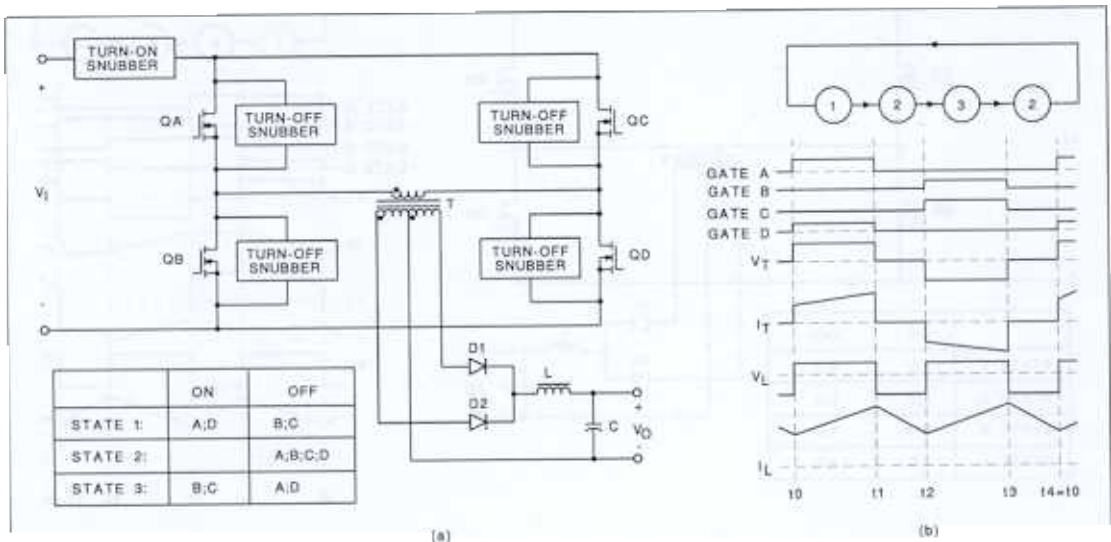 TURN-ON
SNUBBER
+
QA
TURN-OFF
SNUBBER
TURN-OFF
SNUBBER
QC
VI
T
QB
TURN-OFF
SNUBBER
TURN-OFF
SNUBBER
QD
-
D1
D2
L
C
+
VO
-
ON OFF
STATE 1: A;D B;C
STATE 2: A;B;C;D
STATE 3: B;C A;D
(a)
1 2 3 2
GATE A
GATE B
GATE C
GATE D
VT
IT
VL
IL
t0 t1 t2 t3 t4=t0
(b)